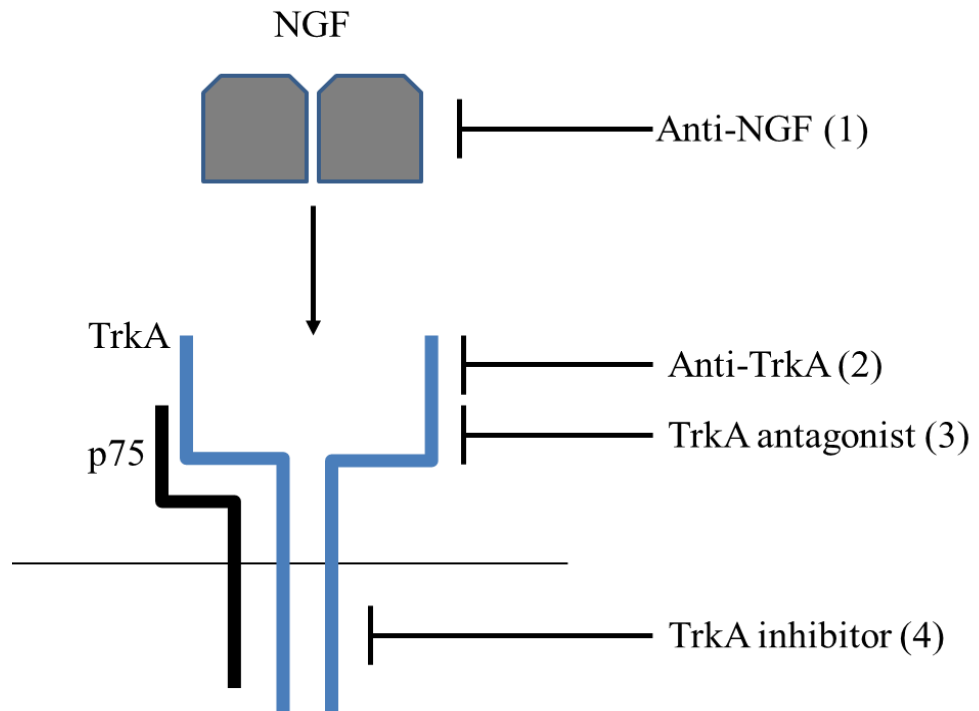 NGF
Anti-NGF (1)
TrkA
Anti-TrkA (2)
TrkA antagonist (3)
p75
TrkA inhibitor (4)